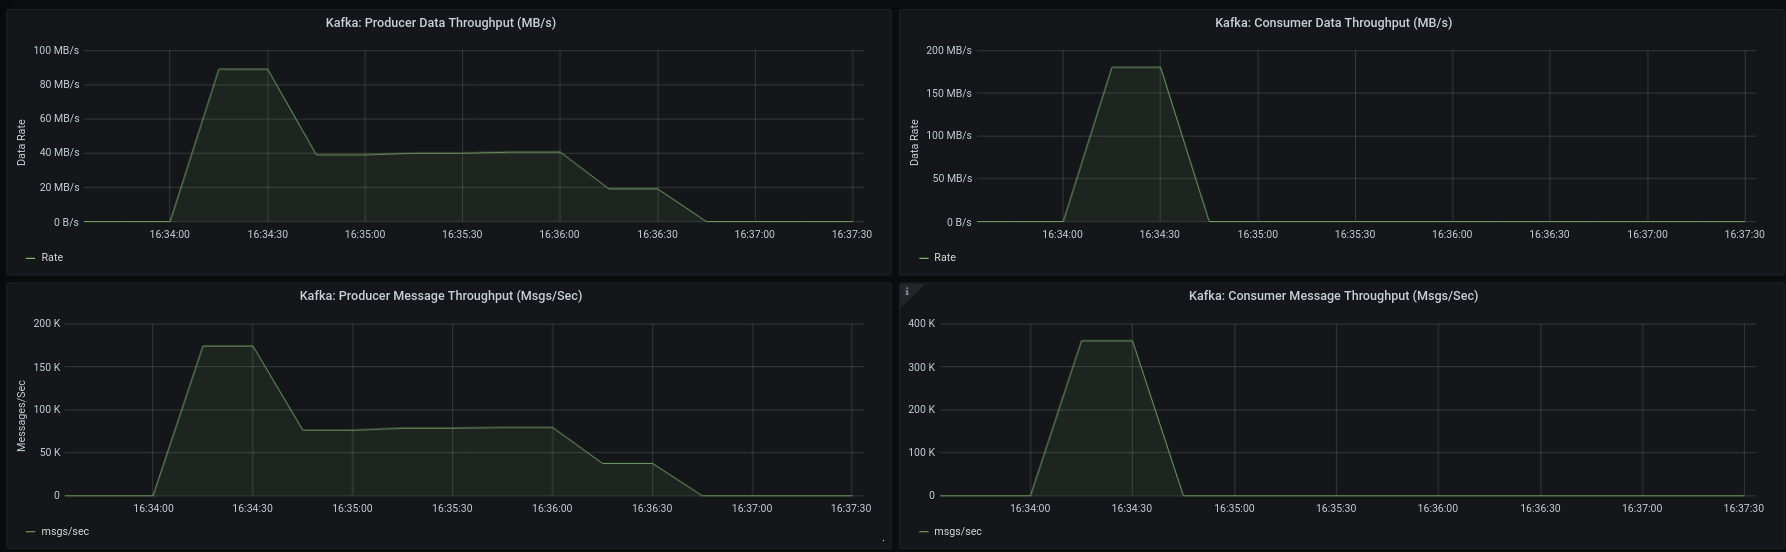 Kafka: Producer Data Throughput (MB/s)
100 MB/s
80 MB/s
60 MB/s
40 MB/s
20 MB/s
0 B/s
Data Rate
16:34:00 16:34:30 16:35:00 16:35:30 16:36:00 16:36:30 16:37:00 16:37:30
Rate
Kafka: Consumer Data Throughput (MB/s)
200 MB/s
150 MB/s
100 MB/s
50 MB/s
0 B/s
Data Rate
16:34:00 16:34:30 16:35:00 16:35:30 16:36:00 16:36:30 16:37:00 16:37:30
Rate
Kafka: Producer Message Throughput (Msgs/Sec)
200 K
150 K
100 K
50 K
0
Messages/Sec
16:34:00 16:34:30 16:35:00 16:35:30 16:36:00 16:36:30 16:37:00 16:37:30
msgs/sec
i
Kafka: Consumer Message Throughput (Msgs/Sec)
400 K
300 K
200 K
100 K
0
16:34:00 16:34:30 16:35:00 16:35:30 16:36:00 16:36:30 16:37:00 16:37:30
msgs/sec